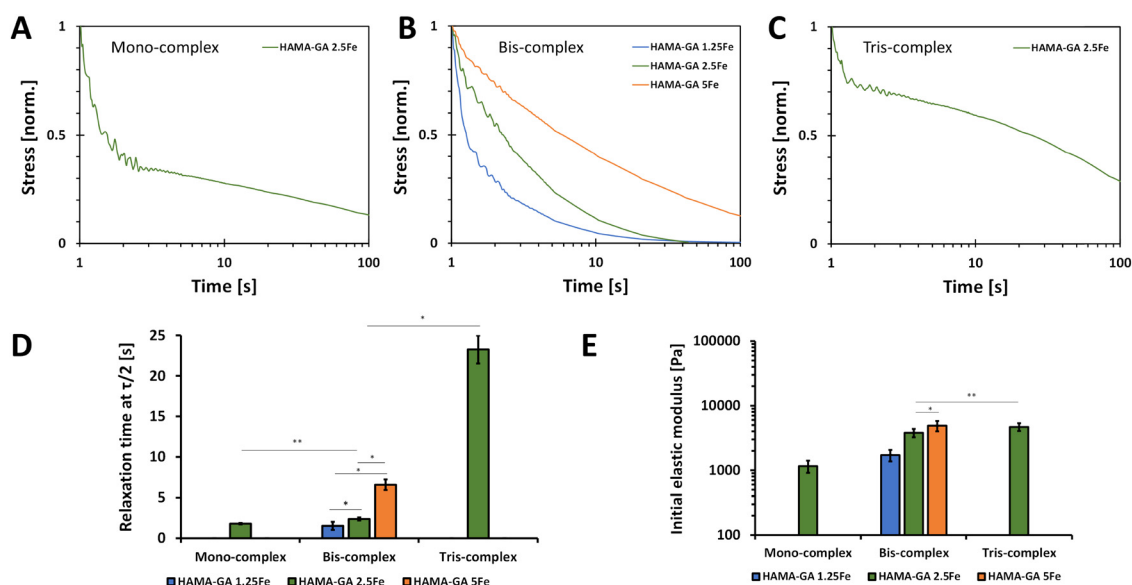 A
Mono-complex
HAMA-GA 2.5Fe
Stress [norm.]
1
0.5
0
1
10
100
Time [s]
B
Bis-complex
HAMA-GA 1.25Fe
HAMA-GA 2.5Fe
HAMA-GA 5Fe
Stress [norm.]
1
0.5
0
1
10
100
Time [s]
C
Tris-complex
HAMA-GA 2.5Fe
Stress [norm.]
1
0.5
0
1
10
100
Time [s]
D
Relaxation time at τ/2 [s]
25
20
15
10
5
0
*
**
*
*
*
Mono-complex
Bis-complex
Tris-complex
HAMA-GA 1.25Fe
HAMA-GA 2.5Fe
HAMA-GA 5Fe
E
Initial elastic modulus [Pa]
100000
10000
1000
100
**
*
Mono-complex
Bis-complex
Tris-complex
HAMA-GA 1.25Fe
HAMA-GA 2.5Fe
HAMA-GA 5Fe